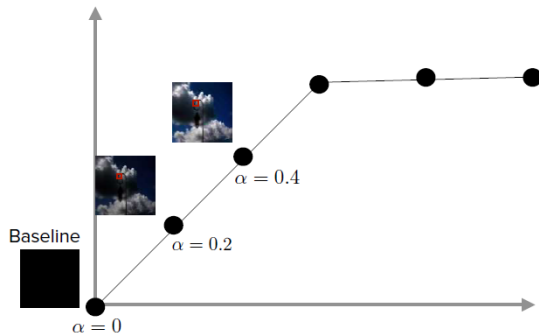 α = 0.4
α = 0.2
Baseline
α = 0